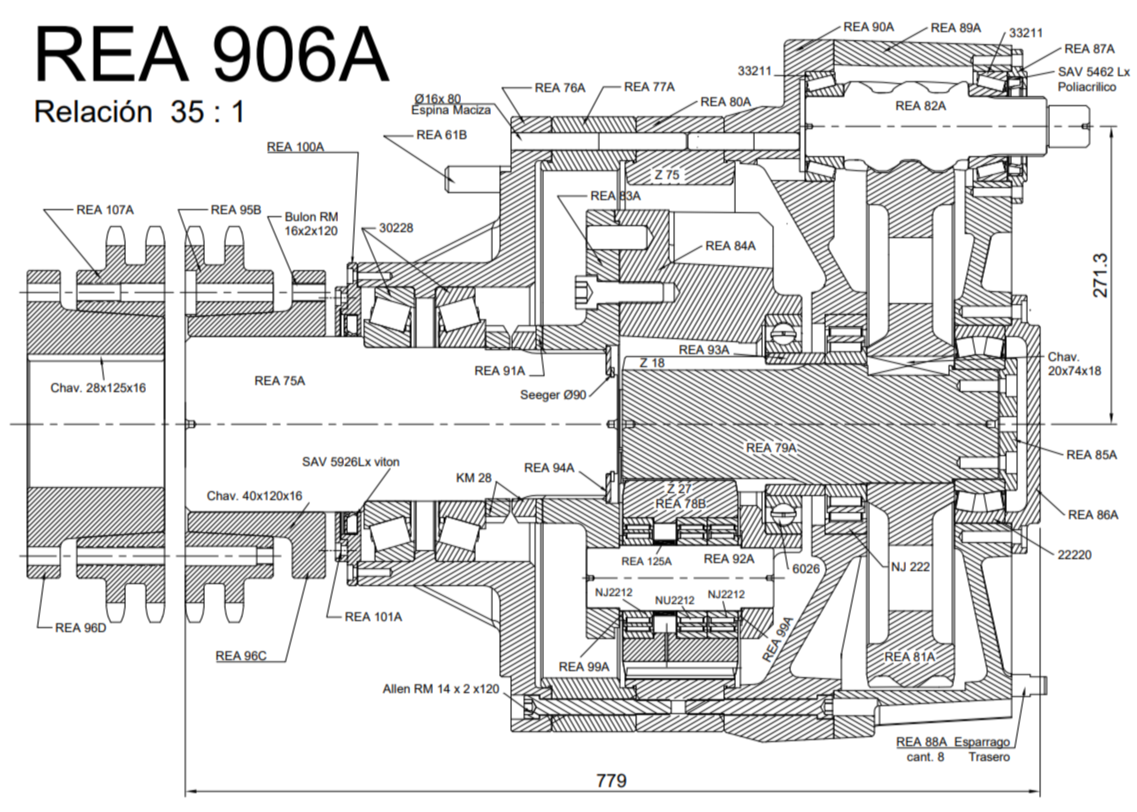 REA 906A
Relación 35 : 1
REA 90A
REA 89A
33211
REA 87A
33211
SAV 5462 Lx
Poliacrílico
REA 76A
REA 77A
REA 80A
REA 82A
Ø16x 80
Espina Maciza
REA 61B
REA 100A
Z 75
REA 83A
REA 107A
REA 95B
Bulon RM
16x2x120
30228
REA 84A
271.3
REA 93A
Z 18
REA 91A
Chav.
20x74x18
Chav. 28x125x16
REA 75A
Seeger Ø90
REA 79A
REA 85A
SAV 5926Lx viton
REA 94A
KM 28
Z 27
REA 78B
Chav. 40x120x16
REA 86A
REA 125A
REA 92A
6026
NJ 222
22220
NJ2212
NU2212
NJ2212
REA 101A
REA 96D
REA 99A
REA 96C
REA 99A
REA 81A
Allen RM 14 x 2 x120
REA 88A Esparrago
cant. 8 Trasero
779